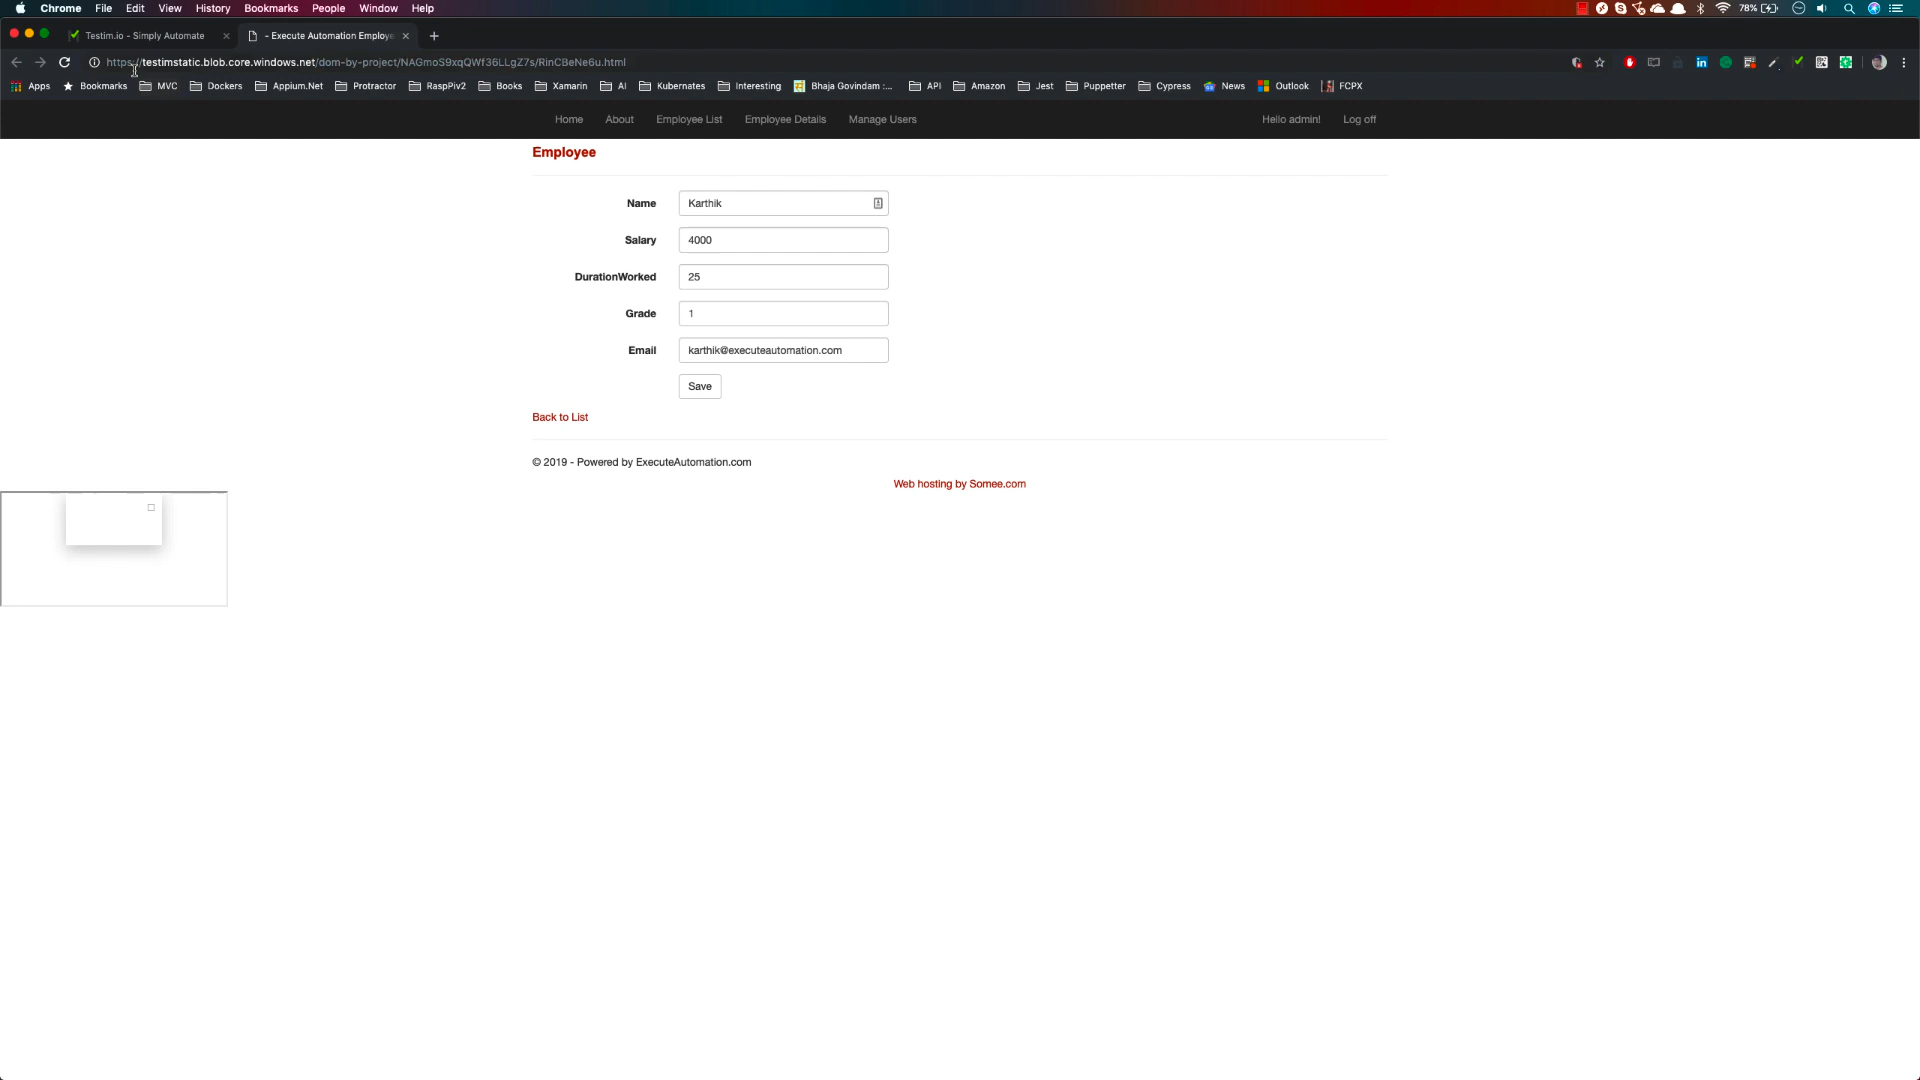 Chrome File Edit View History Bookmarks People Window Help 78%
Testim.io - Simply Automate - Execute Automation Employe
https://testimstatic.blob.core.windows.net/dom-by-project/NAGmoS9xqQWf36LLgZ7s/RinCBeNe6u.html
Apps Bookmarks MVC Dockers Appium.Net Protractor RaspPiv2 Books Xamarin AI Kubernates Interesting Bhaja Govindam :... API Amazon Jest Puppetter Cypress News Outlook FCPX
Home About Employee List Employee Details Manage Users Hello admin! Log off
Employee
Name Karthik
Salary 4000
DurationWorked 25
Grade 1
Email karthik@executeautomation.com
Save
Back to List
© 2019 - Powered by ExecuteAutomation.com
Web hosting by Somee.com